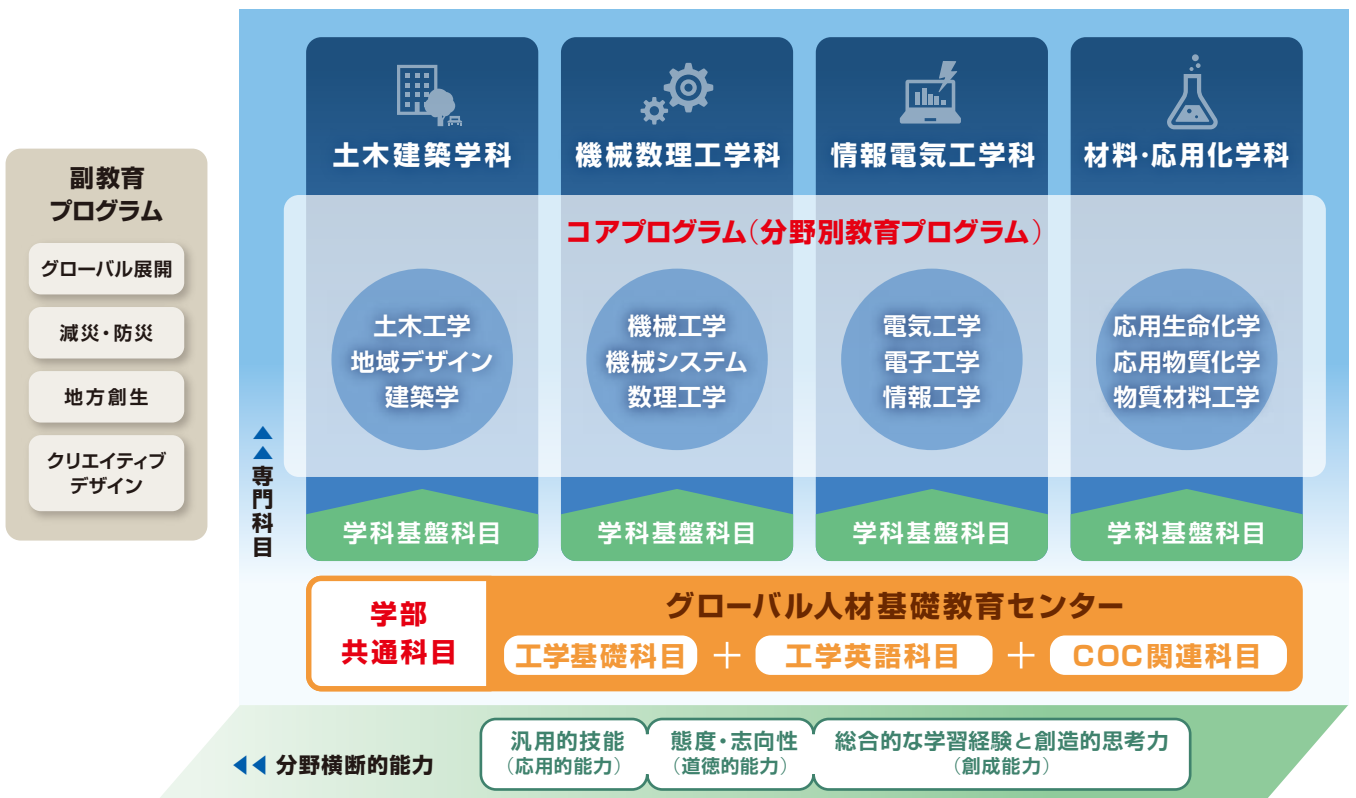 副教育
プログラム
グローバル展開
減災・防災
地方創生
クリエイティブ
デザイン
土木建築学科
機械数理工学科
情報電気工学科
材料・応用化学科
コアプログラム（分野別教育プログラム）
土木工学
地域デザイン
建築学
機械工学
機械システム
数理工学
電気工学
電子工学
情報工学
応用生命化学
応用物質化学
物質材料工学
専門科目
学科基盤科目
学科基盤科目
学科基盤科目
学科基盤科目
学部
共通科目
グローバル人材基礎教育センター
工学基礎科目 + 工学英語科目 + COC関連科目
分野横断的能力
汎用的技能
（応用的能力）
態度・志向性
（道徳的能力）
総合的な学習経験と創造的思考力
（創成能力）